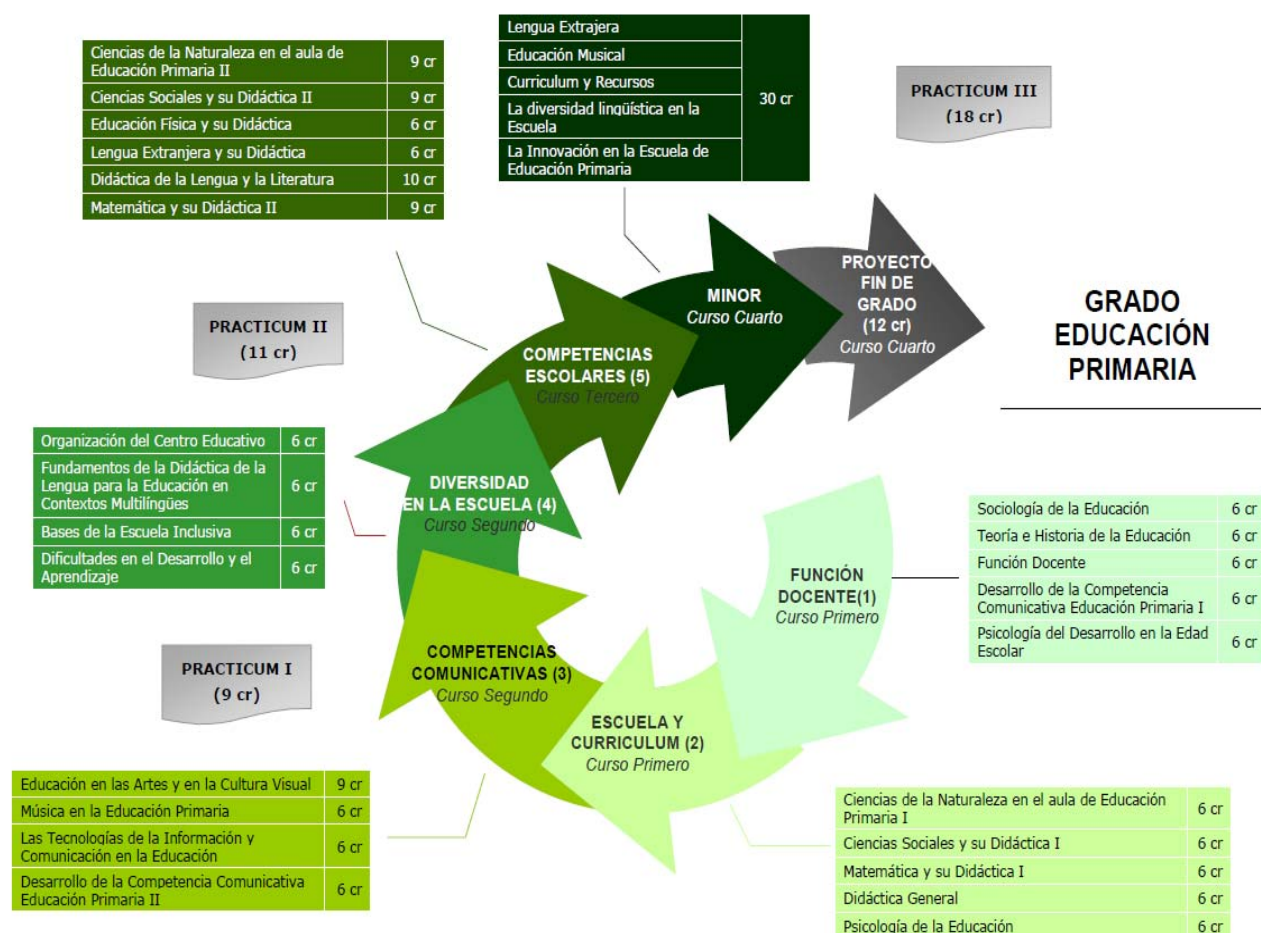 Lengua Extrajera
Educación Musical
Curriculum y Recursos
La diversidad lingüística en la
Escuela
La Innovación en la Escuela de
Educación Primaria
30 cr
Ciencias de la Naturaleza en el aula de
Educación Primaria II
9 cr
Ciencias Sociales y su Didáctica II
9 cr
Educación Física y su Didáctica
6 cr
Lengua Extranjera y su Didáctica
6 cr
Didáctica de la Lengua y la Literatura
10 cr
Matemática y su Didáctica II
9 cr
PRACTICUM III
(18 cr)
PROYECTO
FIN DE
GRADO
(12 cr)
Curso Cuarto
MINOR
Curso Cuarto
GRADO
EDUCACIÓN
PRIMARIA
PRACTICUM II
(11 cr)
COMPETENCIAS
ESCOLARES (5)
Curso Tercero
Organización del Centro Educativo
6 cr
Fundamentos de la Didáctica de la
Lengua para la Educación en
Contextos Multilíngües
6 cr
Bases de la Escuela Inclusiva
6 cr
Dificultades en el Desarrollo y el
Aprendizaje
6 cr
DIVERSIDAD
EN LA ESCUELA (4)
Curso Segundo
FUNCIÓN
DOCENTE(1)
Curso Primero
Sociología de la Educación
6 cr
Teoría e Historia de la Educación
6 cr
Función Docente
6 cr
Desarrollo de la Competencia
Comunicativa Educación Primaria I
6 cr
Psicología del Desarrollo en la Edad
Escolar
6 cr
PRACTICUM I
(9 cr)
COMPETENCIAS
COMUNICATIVAS (3)
Curso Segundo
ESCUELA Y
CURRICULUM (2)
Curso Primero
Educación en las Artes y en la Cultura Visual
9 cr
Música en la Educación Primaria
6 cr
Las Tecnologías de la Información y
Comunicación en la Educación
6 cr
Desarrollo de la Competencia Comunicativa
Educación Primaria II
6 cr
Ciencias de la Naturaleza en el aula de Educación
Primaria I
6 cr
Ciencias Sociales y su Didáctica I
6 cr
Matemática y su Didáctica I
6 cr
Didáctica General
6 cr
Psicología de la Educación
6 cr